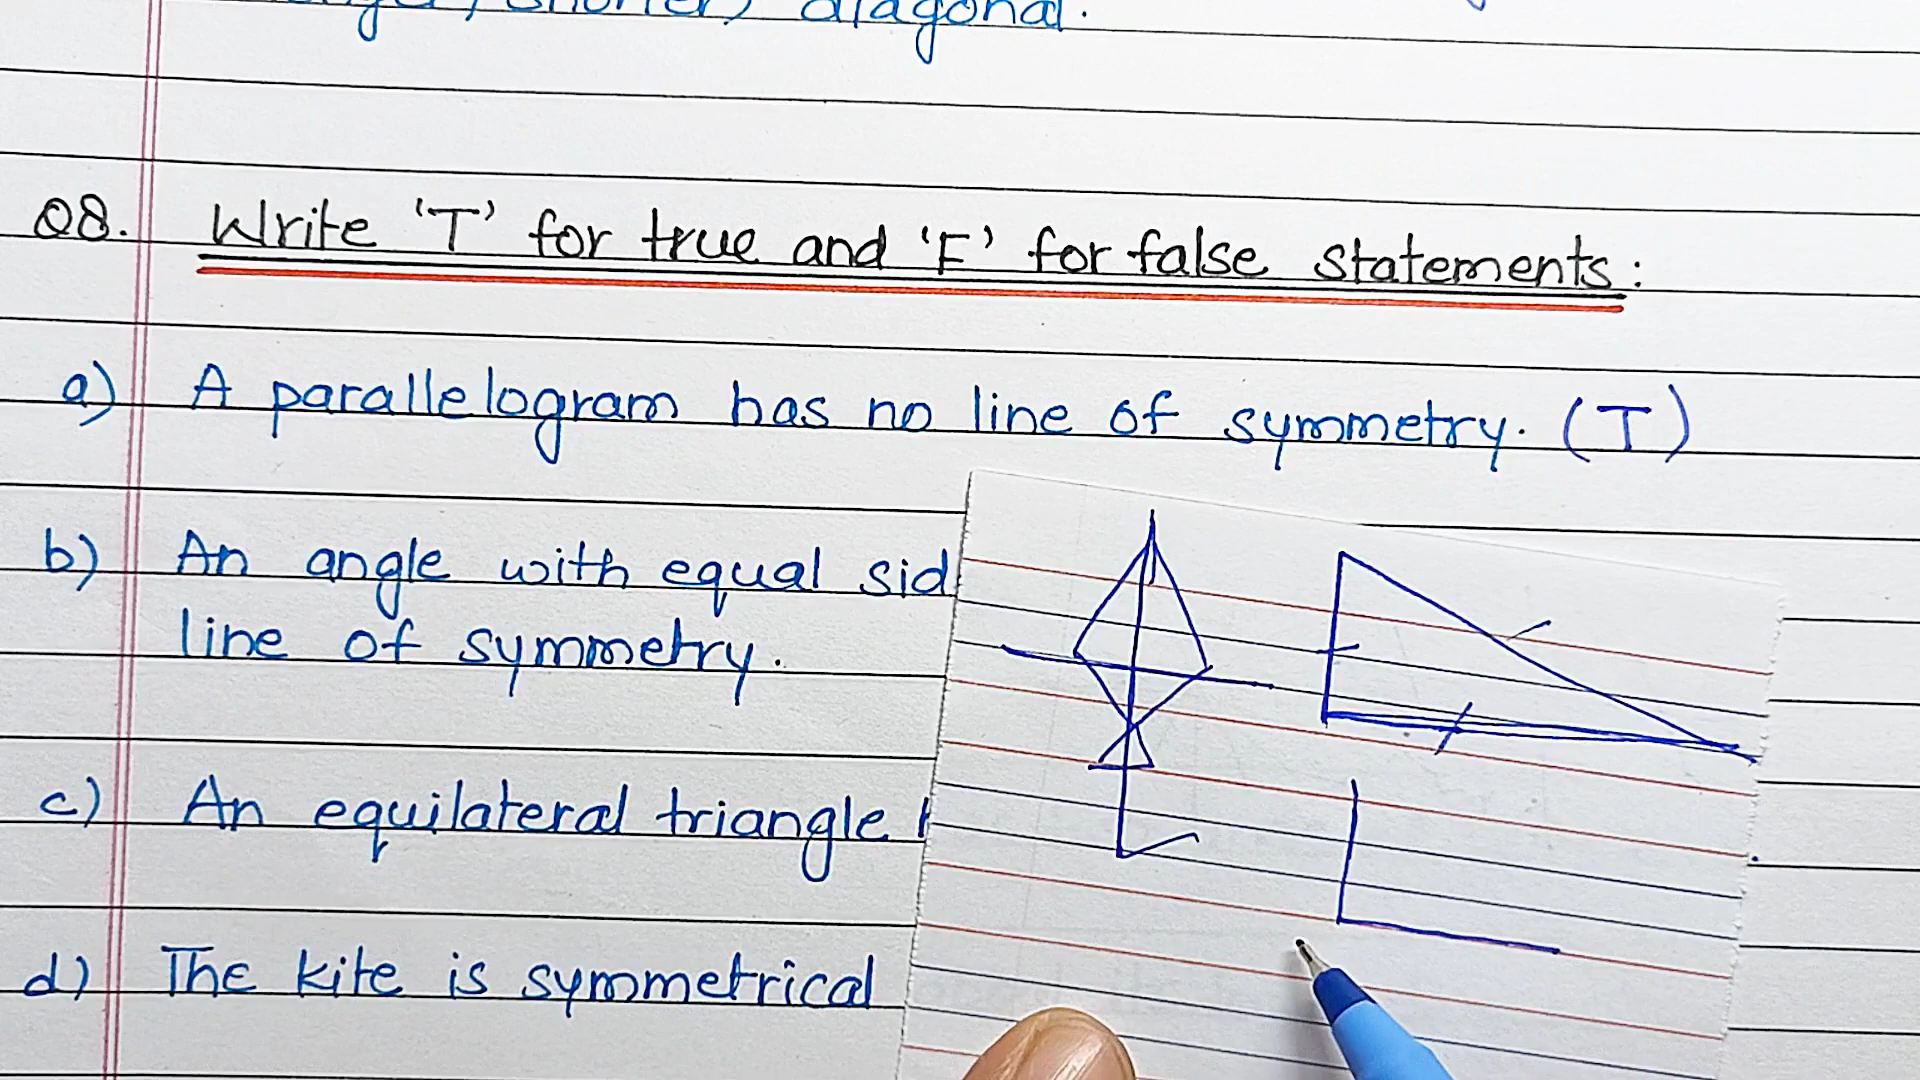 diagonal.
Q8. Write 'T' for true and 'F' for false statements:
a) A parallelogram has no line of symmetry. (T)
b) An angle with equal sid
line of symmetry.
c) An equilateral triangle
d) The kite is symmetrical